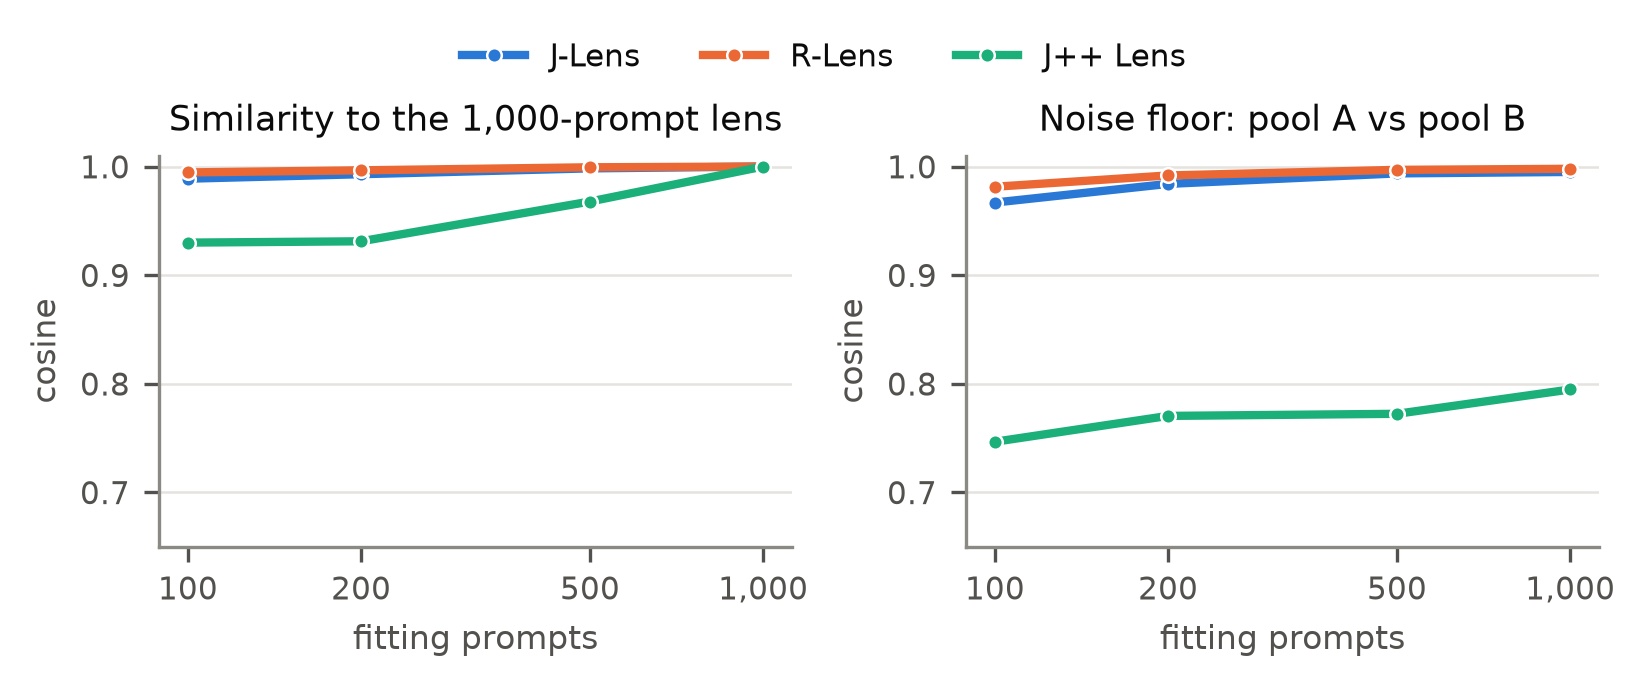 J-Lens R-Lens J++ Lens
Similarity to the 1,000-prompt lens
1.0
0.9
0.8
0.7
cosine
100 200 500 1,000
fitting prompts
Noise floor: pool A vs pool B
1.0
0.9
0.8
0.7
cosine
100 200 500 1,000
fitting prompts